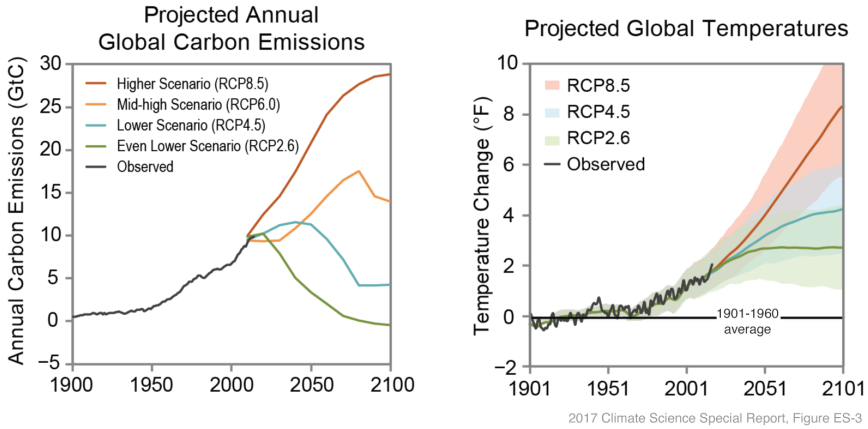 Projected Annual
Global Carbon Emissions
Annual Carbon Emissions (GtC)
30
25
20
15
10
5
0
−5
Higher Scenario (RCP8.5)
Mid-high Scenario (RCP6.0)
Lower Scenario (RCP4.5)
Even Lower Scenario (RCP2.6)
Observed
1900 1950 2000 2050 2100
Projected Global Temperatures
Temperature Change (°F)
10
8
6
4
2
0
−2
RCP8.5
RCP4.5
RCP2.6
Observed
1901-1960
average
1901 1951 2001 2051 2101
2017 Climate Science Special Report, Figure ES-3